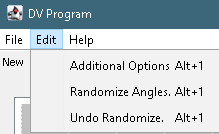 DV Program
File Edit Help
New
Additional Options Alt+1
Randomize Angles. Alt+1
Undo Randomize. Alt+1